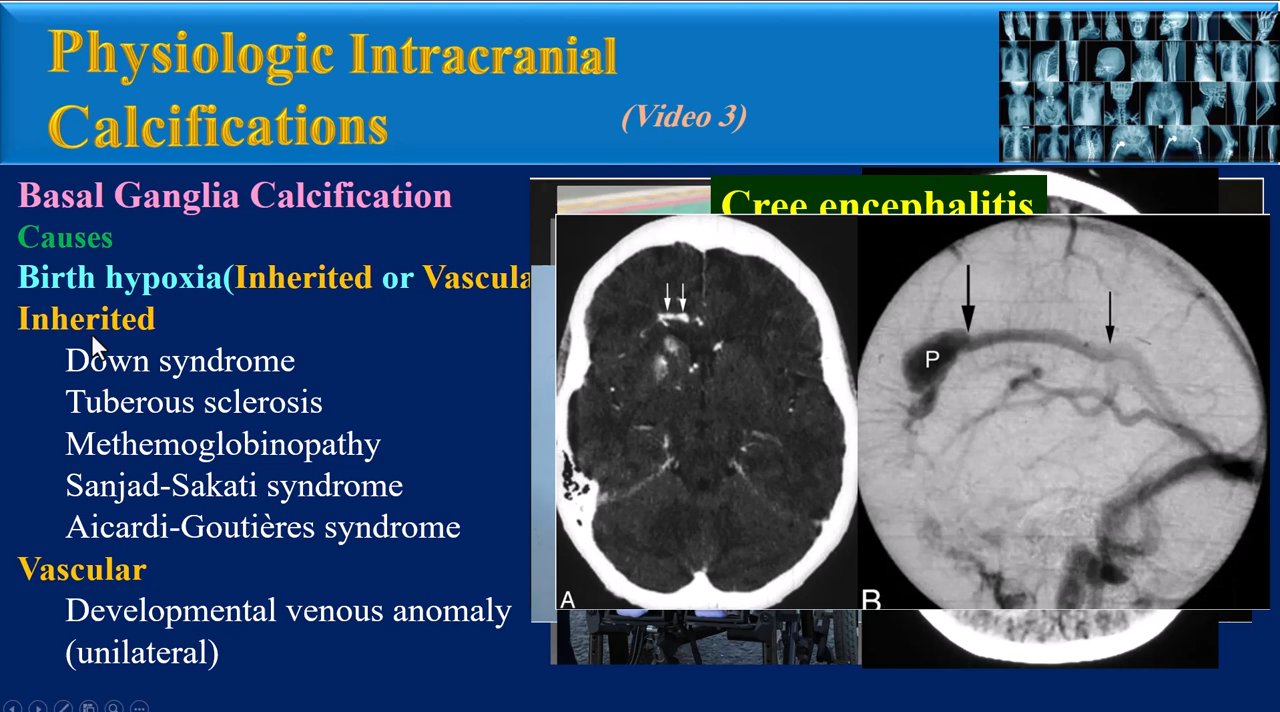 Physiologic Intracranial
Calcifications
(Video 3)
Basal Ganglia Calcification
Causes
Birth hypoxia(Inherited or Vascula
Inherited
Down syndrome
Tuberous sclerosis
Methemoglobinopathy
Sanjad-Sakati syndrome
Aicardi-Goutières syndrome
Vascular
Developmental venous anomaly
(unilateral)
Cree encephalitis
P
A
B